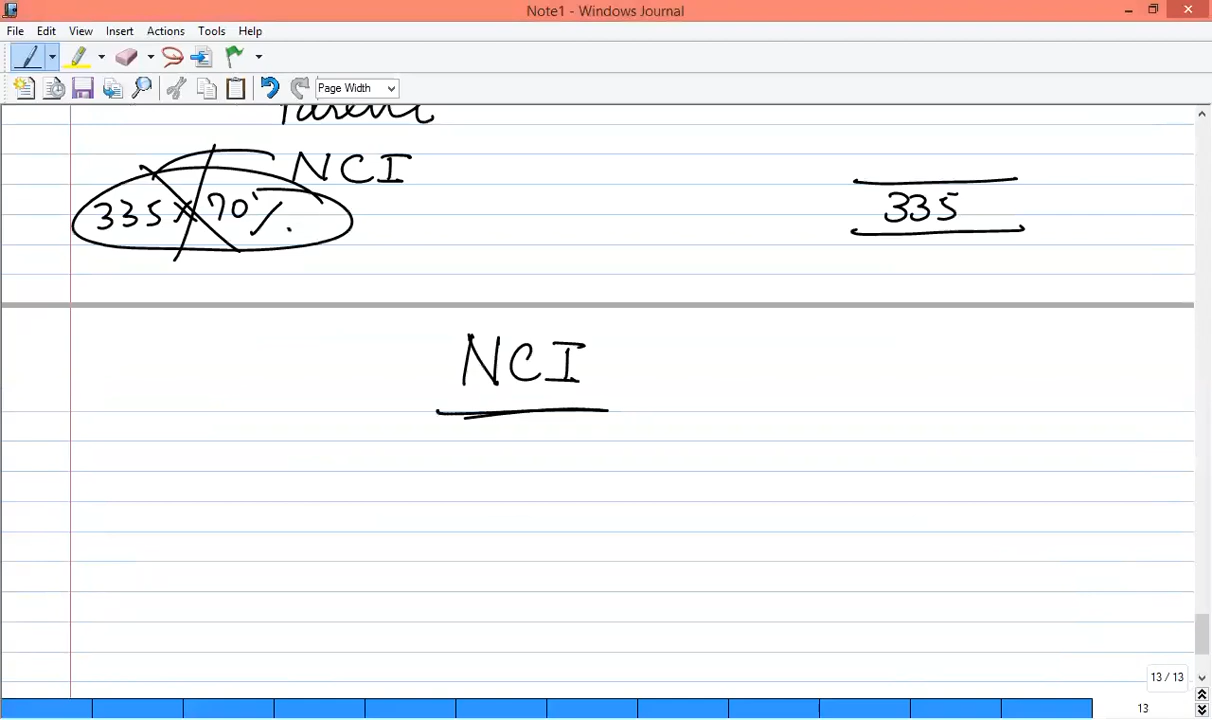 Note1 - Windows Journal
File Edit View Insert Actions Tools Help
Page Width
Parent
NCI
335 x 70%.
335
NCI
13 / 13
13